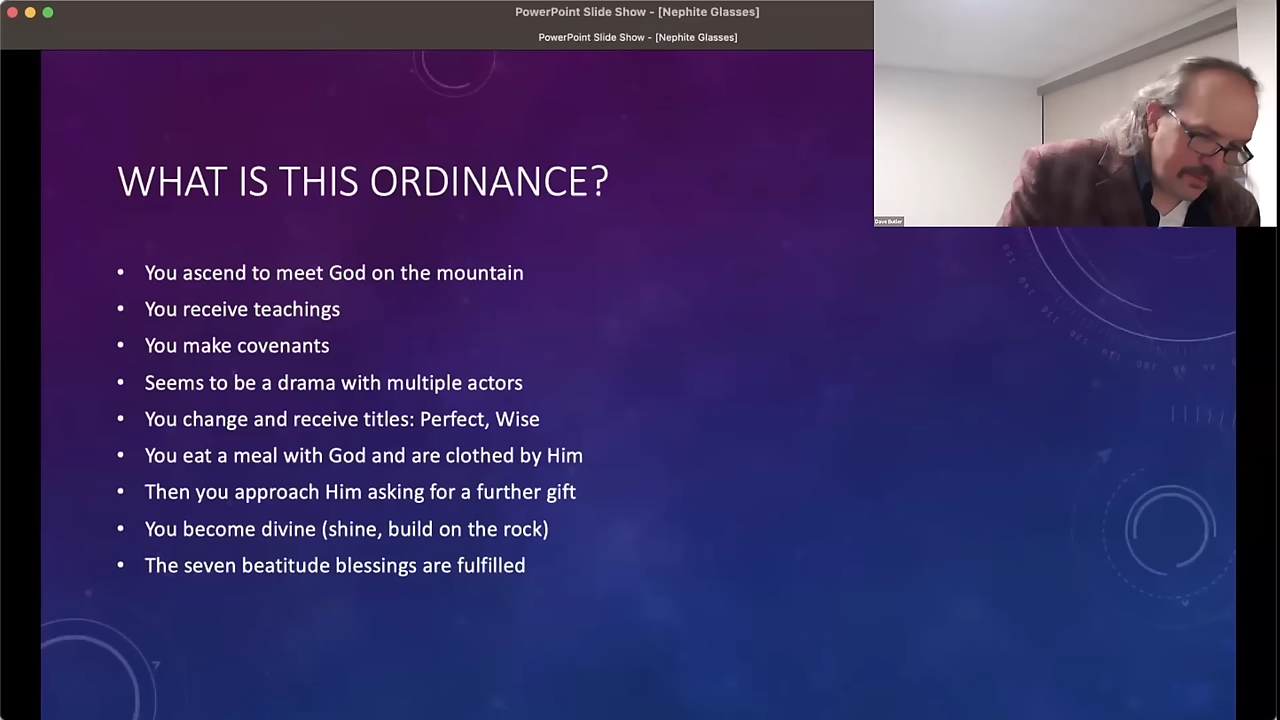 PowerPoint Slide Show - [Nephite Glasses]
PowerPoint Slide Show - [Nephite Glasses]
Dave Butler
WHAT IS THIS ORDINANCE?
• You ascend to meet God on the mountain
• You receive teachings
• You make covenants
• Seems to be a drama with multiple actors
• You change and receive titles: Perfect, Wise
• You eat a meal with God and are clothed by Him
• Then you approach Him asking for a further gift
• You become divine (shine, build on the rock)
• The seven beatitude blessings are fulfilled